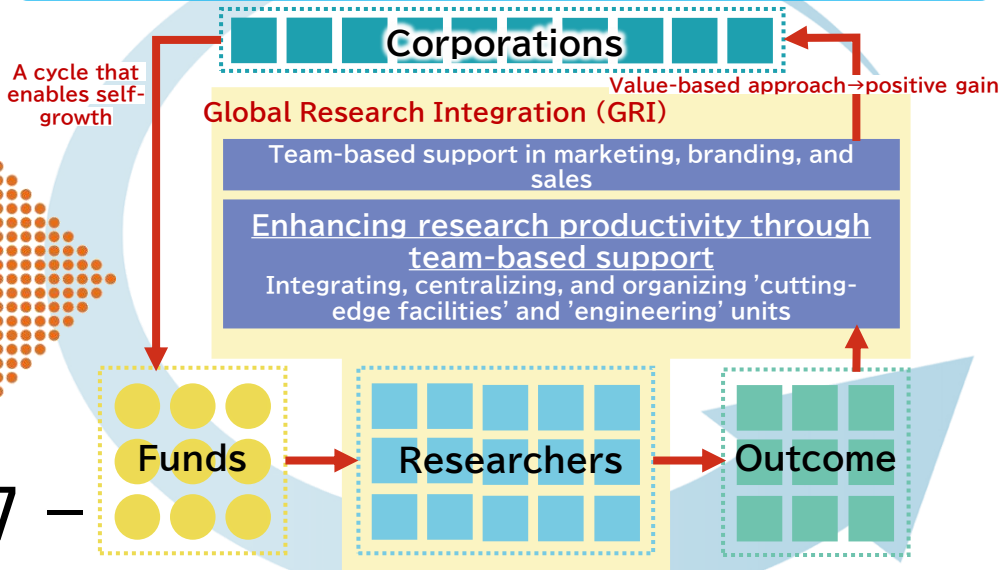 Corporations
A cycle that
enables self-
growth
Value-based approach→positive gain
Global Research Integration (GRI)
Team-based support in marketing, branding, and
sales
Enhancing research productivity through
team-based support
Integrating, centralizing, and organizing 'cutting-
edge facilities' and 'engineering' units
Funds
Researchers
Outcome
7 –